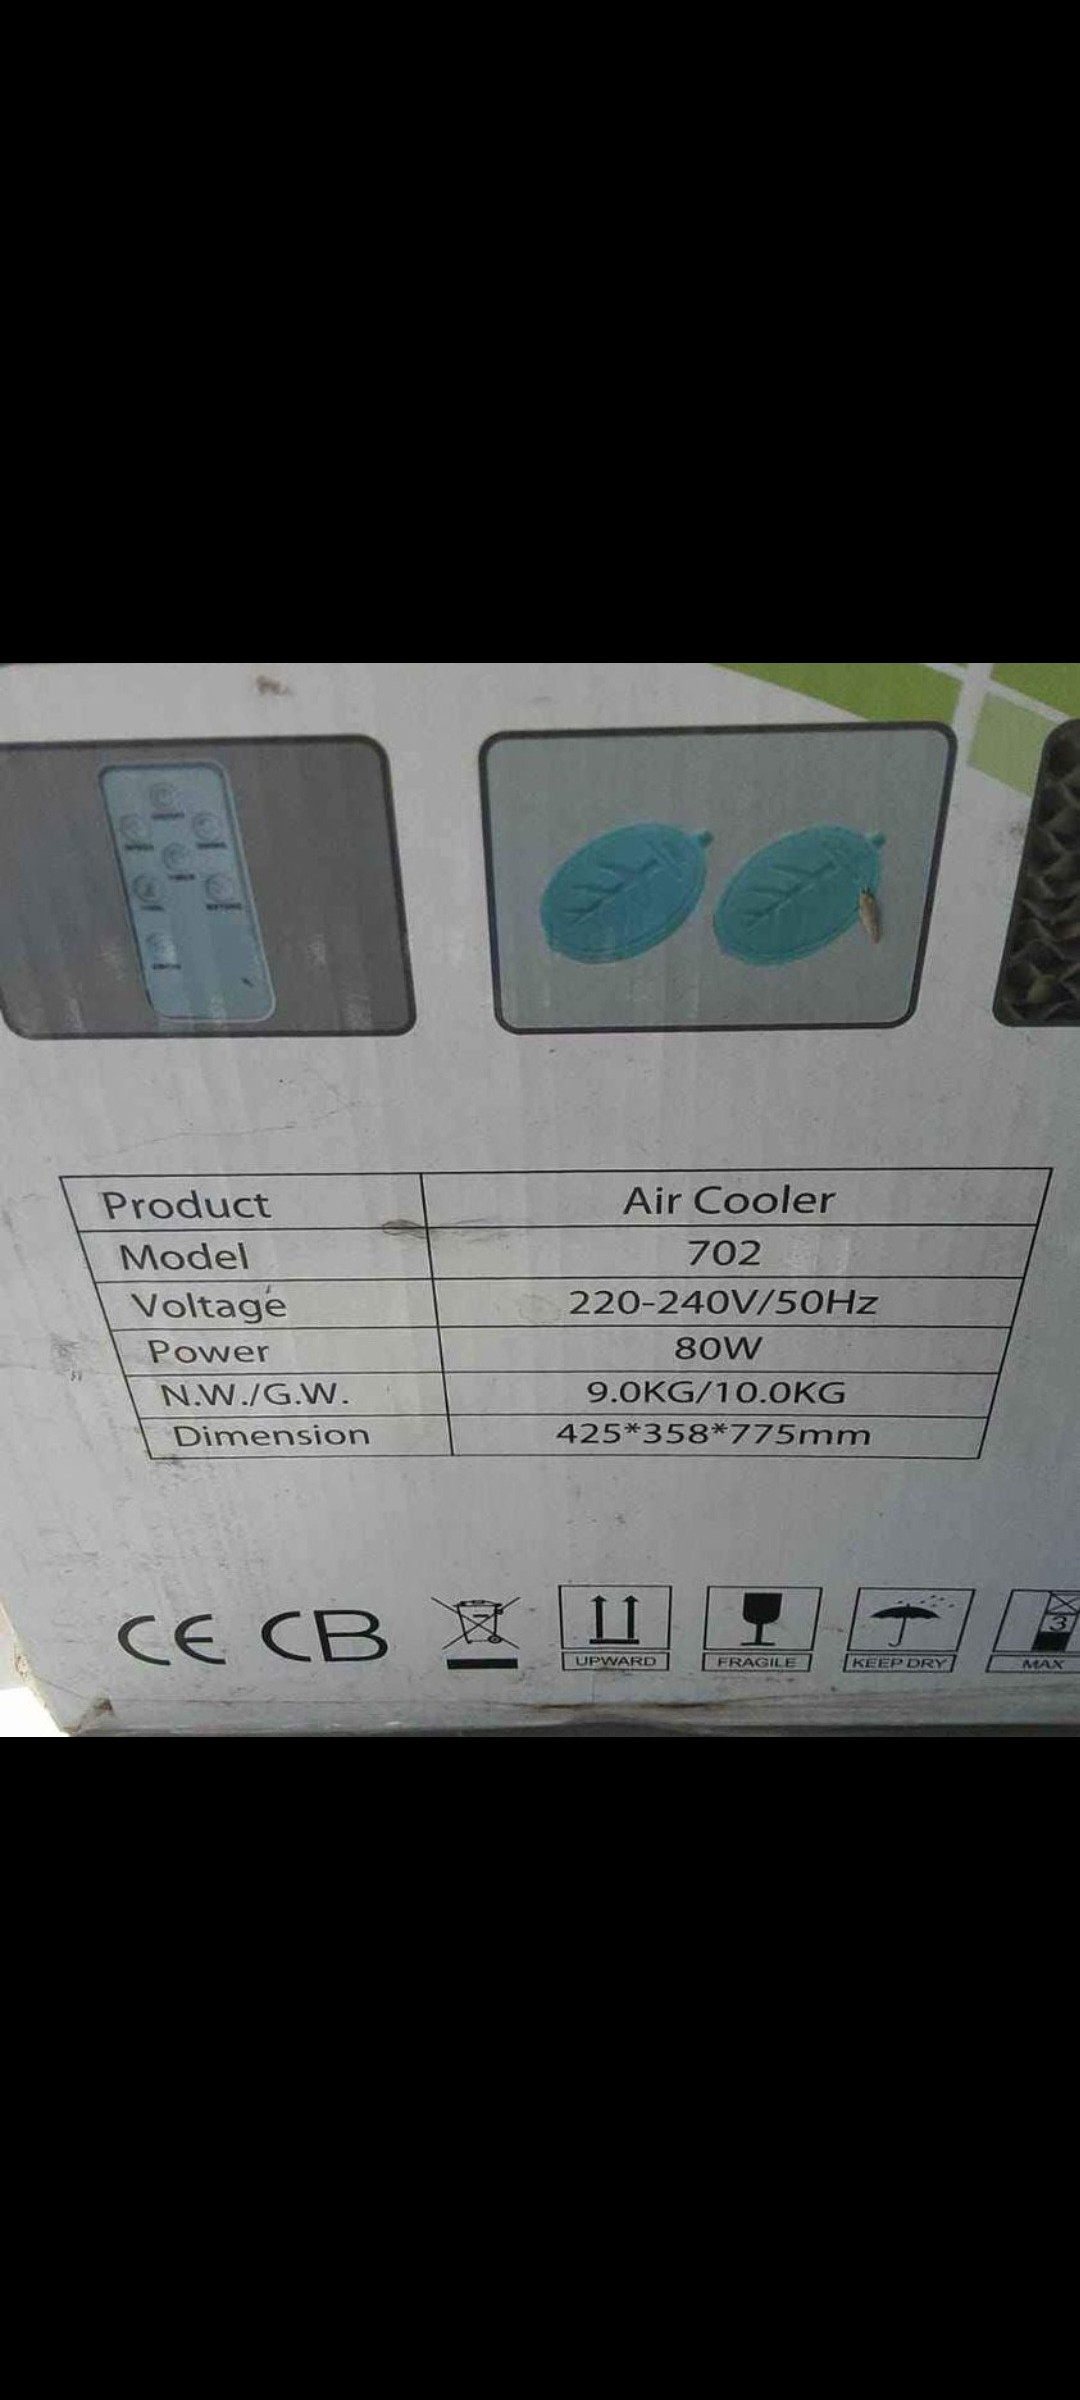 Product Air Cooler
Model 702
Voltage 220-240V/50Hz
Power 80W
N.W./G.W. 9.0KG/10.0KG
Dimension 425*358*775mm
CE CB
3
UPWARD FRAGILE KEEP DRY MAX